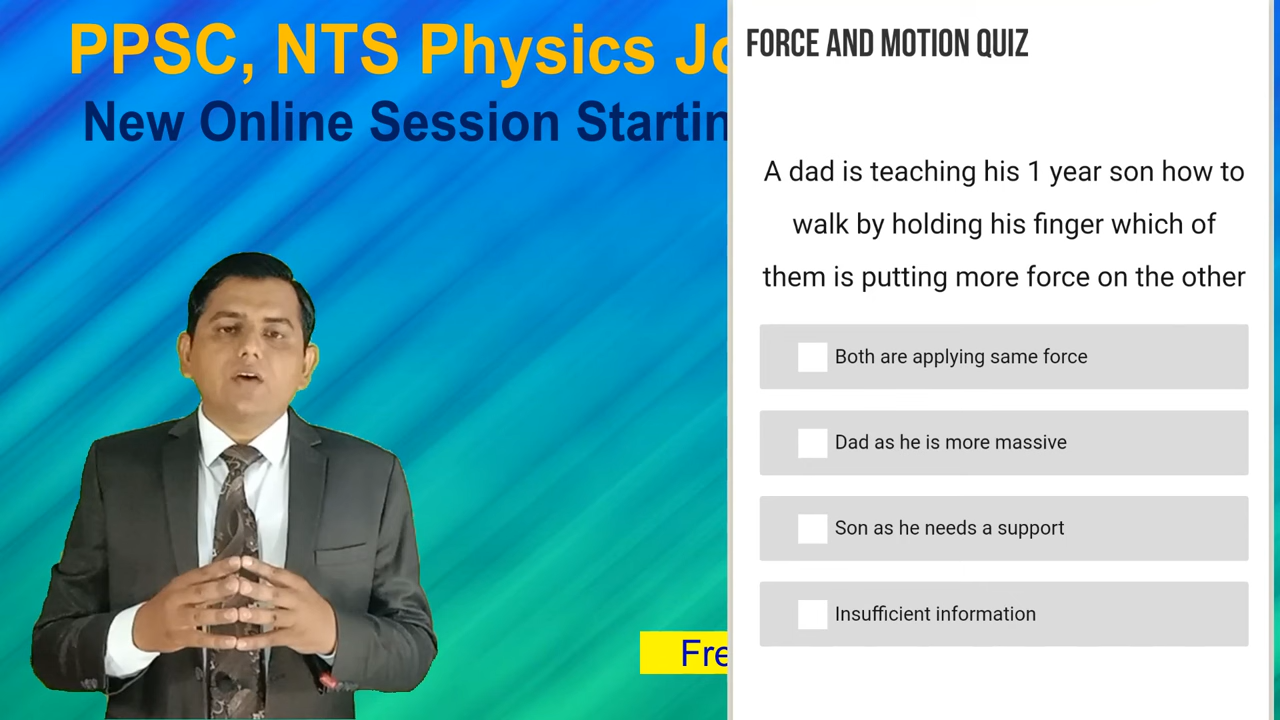 PPSC, NTS Physics Jo
New Online Session Startin
Fre
FORCE AND MOTION QUIZ
A dad is teaching his 1 year son how to
walk by holding his finger which of
them is putting more force on the other
Both are applying same force
Dad as he is more massive
Son as he needs a support
Insufficient information